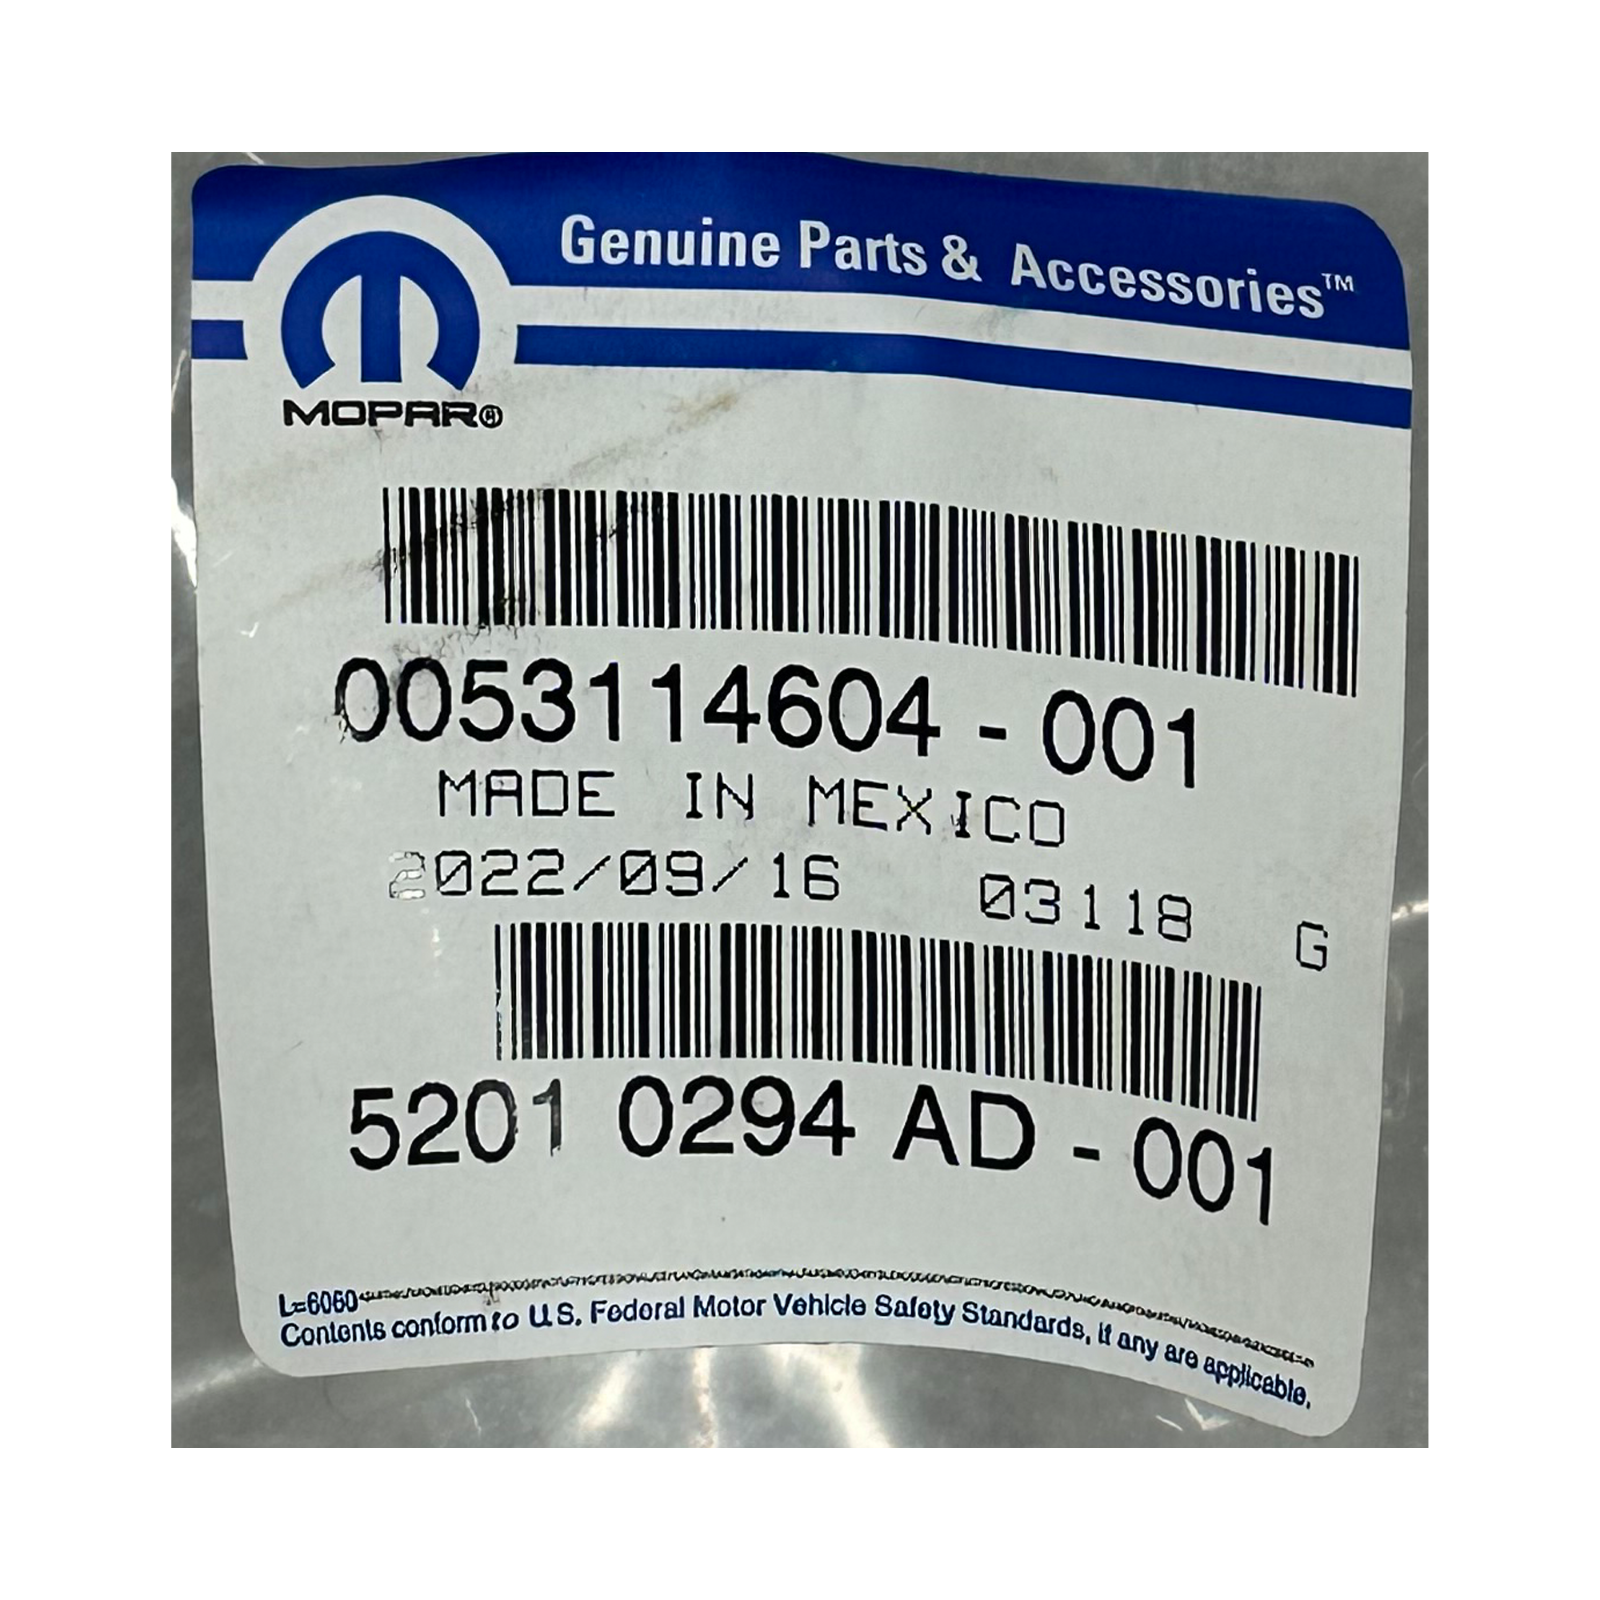 Genuine Parts & Accessories™
MOPAR®
0053114604-001
MADE IN MEXICO
2022/09/16 03118 G
5201 0294 AD-001
L=6060
Contents conform to U.S. Federal Motor Vehicle Safety Standards, if any are applicable.